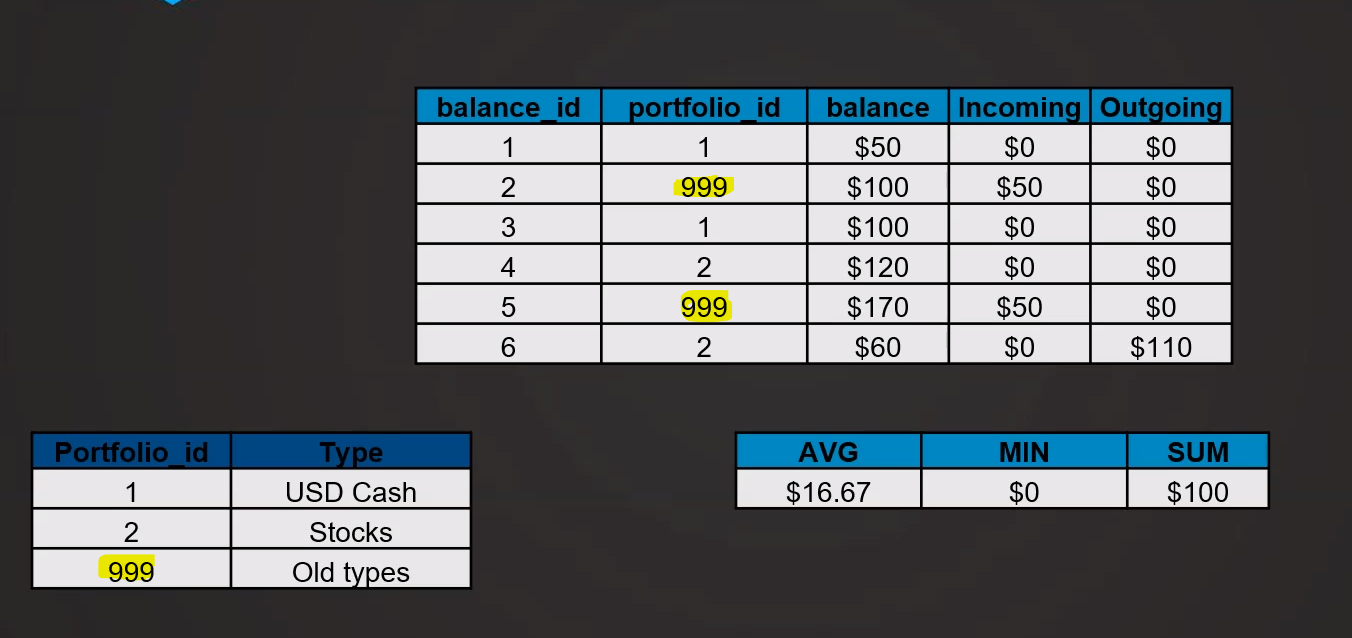 balance_id portfolio_id balance Incoming Outgoing
1 1 $50 $0 $0
2 999 $100 $50 $0
3 1 $100 $0 $0
4 2 $120 $0 $0
5 999 $170 $50 $0
6 2 $60 $0 $110
Portfolio_id Type
1 USD Cash
2 Stocks
999 Old types
AVG MIN SUM
$16.67 $0 $100